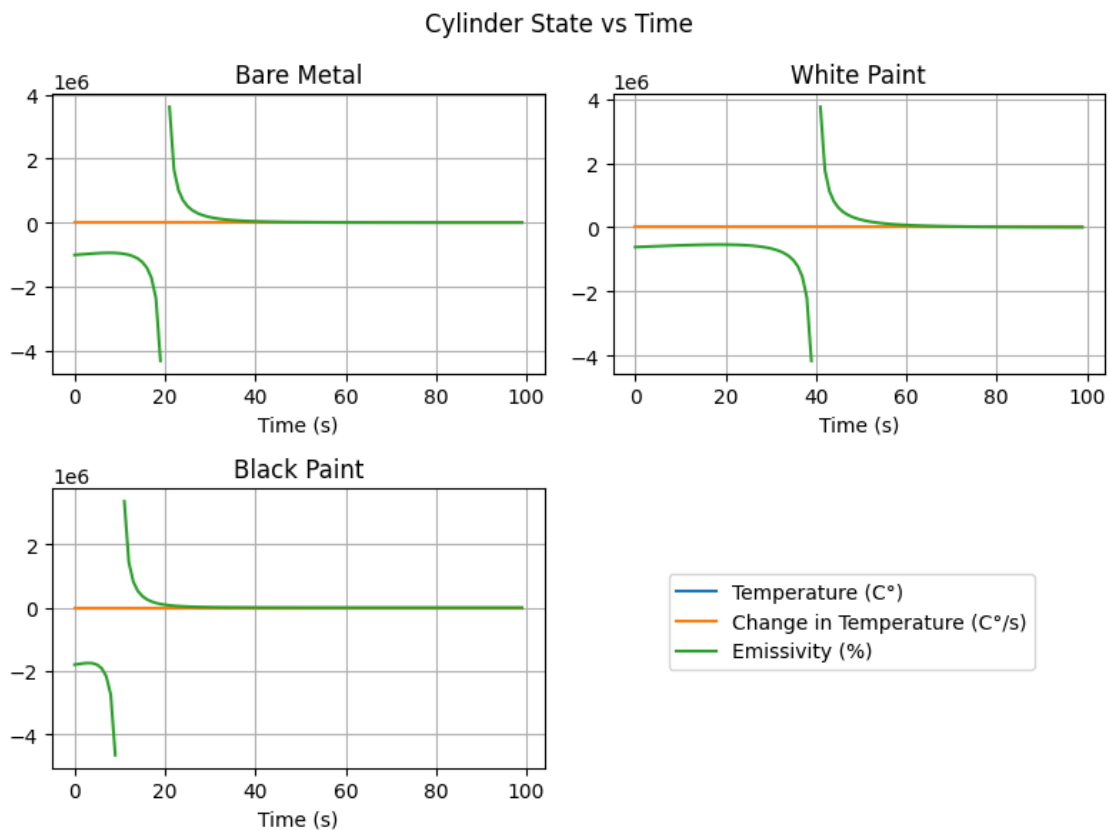 Cylinder State vs Time
Bare Metal
1e6
4
2
0
−2
−4
0 20 40 60 80 100
Time (s)
White Paint
1e6
4
2
0
−2
−4
0 20 40 60 80 100
Time (s)
Black Paint
1e6
2
0
−2
−4
0 20 40 60 80 100
Time (s)
Temperature (C°)
Change in Temperature (C°/s)
Emissivity (%)